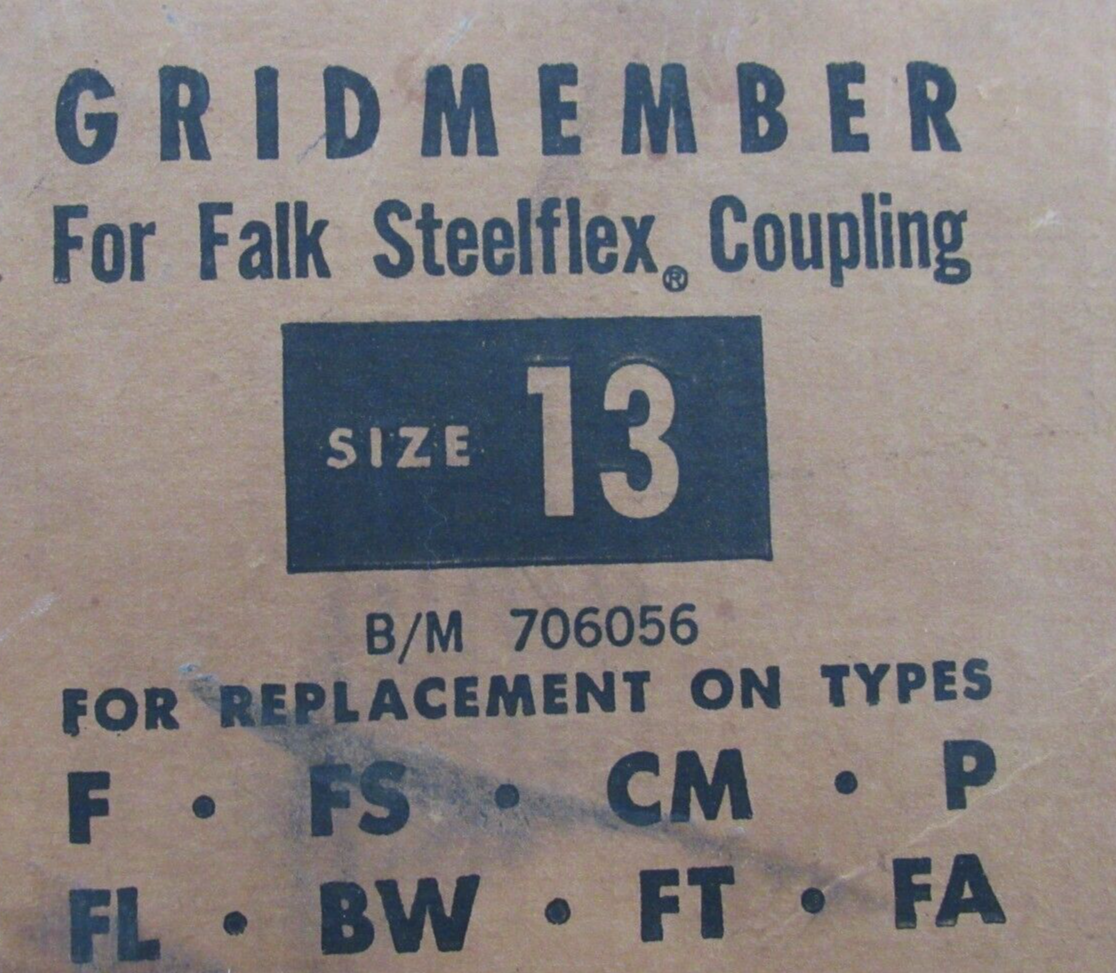 GRIDMEMBER
For Falk Steelflex® Coupling
SIZE 13
B/M 706056
FOR REPLACEMENT ON TYPES
F • FS • CM • P
FL • BW • FT • FA